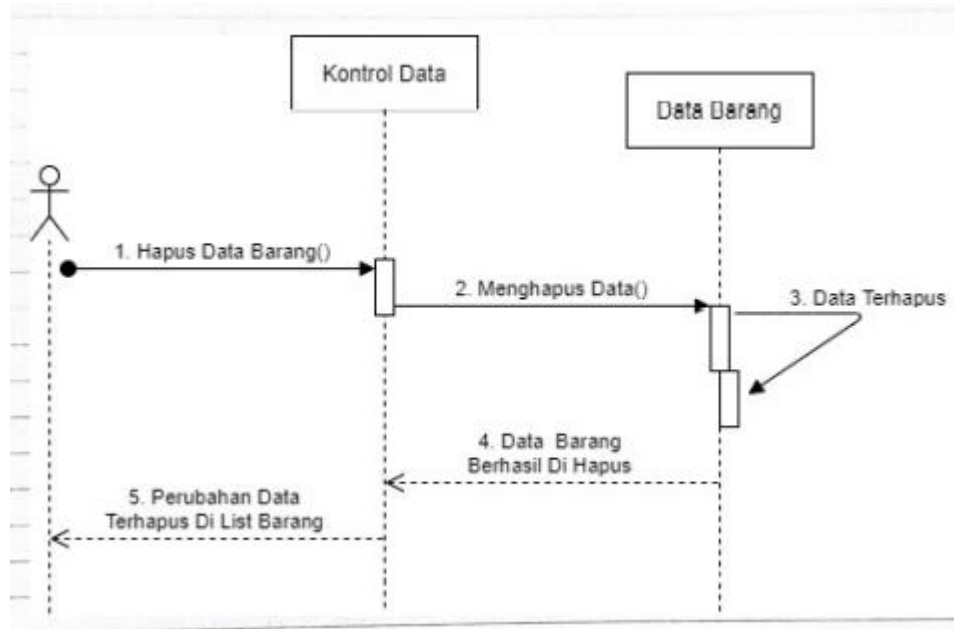 Kontrol Data
Data Barang
1. Hapus Data Barang()
2. Menghapus Data()
3. Data Terhapus
4. Data Barang
Berhasil Di Hapus
5. Perubahan Data
Terhapus Di List Barang